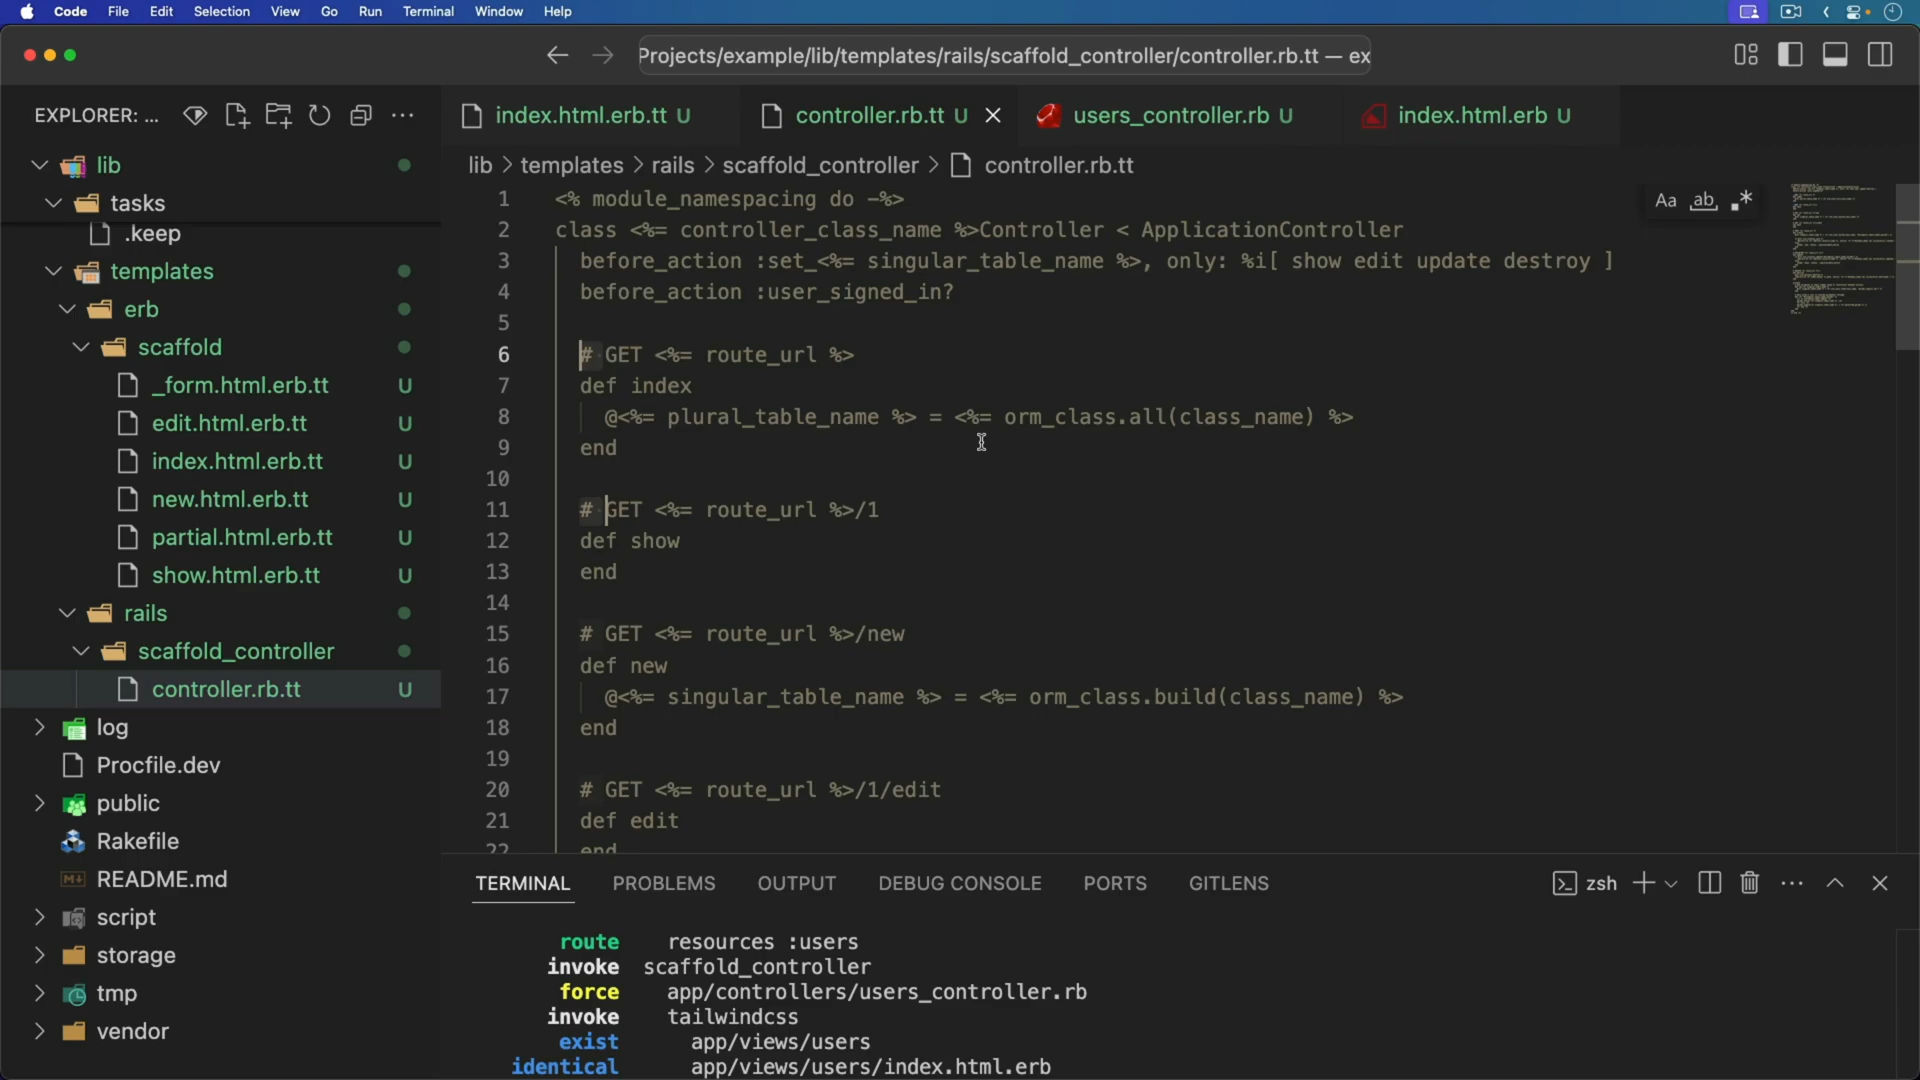 Code File Edit Selection View Go Run Terminal Window Help
Projects/example/lib/templates/rails/scaffold_controller/controller.rb.tt — ex
EXPLORER: ...
index.html.erb.tt U
controller.rb.tt U
users_controller.rb U
index.html.erb U
lib
tasks
.keep
templates
erb
scaffold
_form.html.erb.tt U
edit.html.erb.tt U
index.html.erb.tt U
new.html.erb.tt U
partial.html.erb.tt U
show.html.erb.tt U
rails
scaffold_controller
controller.rb.tt U
log
Procfile.dev
public
Rakefile
README.md
script
storage
tmp
vendor
lib > templates > rails > scaffold_controller > controller.rb.tt
Aa ab .*
1 <% module_namespacing do -%>
2 class <%= controller_class_name %>Controller < ApplicationController
3 before_action :set_<%= singular_table_name %>, only: %i[ show edit update destroy ]
4 before_action :user_signed_in?
5
6 # GET <%= route_url %>
7 def index
8 @<%= plural_table_name %> = <%= orm_class.all(class_name) %>
9 end
10
11 # GET <%= route_url %>/1
12 def show
13 end
14
15 # GET <%= route_url %>/new
16 def new
17 @<%= singular_table_name %> = <%= orm_class.build(class_name) %>
18 end
19
20 # GET <%= route_url %>/1/edit
21 def edit
22 end
TERMINAL PROBLEMS OUTPUT DEBUG CONSOLE PORTS GITLENS
zsh
route resources :users
invoke scaffold_controller
force app/controllers/users_controller.rb
invoke tailwindcss
exist app/views/users
identical app/views/users/index.html.erb